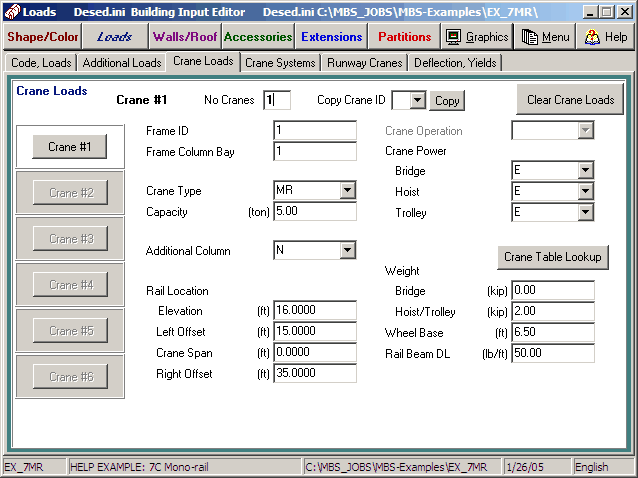 Loads Desed.ini Building Input Editor Desed.ini C:\MBS_JOBS\MBS-Examples\EX_7MR\
Shape/Color Loads Walls/Roof Accessories Extensions Partitions Graphics Menu Help
Code, Loads Additional Loads Crane Loads Crane Systems Runway Cranes Deflection, Yields
Crane Loads Crane #1 No Cranes 1 Copy Crane ID Copy Clear Crane Loads
Crane #1
Crane #2
Crane #3
Crane #4
Crane #5
Crane #6
Frame ID 1
Frame Column Bay 1
Crane Type MR
Capacity (ton) 5.00
Additional Column N
Rail Location
Elevation (ft) 16.0000
Left Offset (ft) 15.0000
Crane Span (ft) 0.0000
Right Offset (ft) 35.0000
Crane Operation
Crane Power
Bridge E
Hoist E
Trolley E
Crane Table Lookup
Weight
Bridge (kip) 0.00
Hoist/Trolley (kip) 2.00
Wheel Base (ft) 6.50
Rail Beam DL (lb/ft) 50.00
EX_7MR HELP EXAMPLE: 7C Mono-rail C:\MBS_JOBS\MBS-Examples\EX_7MR 1/26/05 English